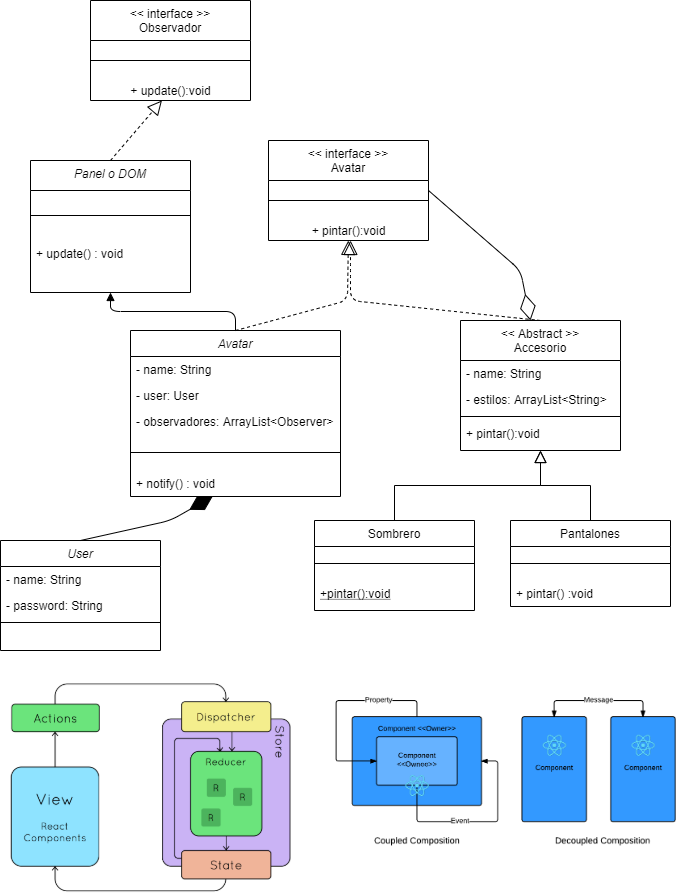 << interface >>
Observador
+ update():void
Panel o DOM
+ update() : void
<< interface >>
Avatar
+ pintar():void
Avatar
- name: String
- user: User
- observadores: ArrayList<Observer>
+ notify() : void
<< Abstract >>
Accesorio
- name: String
- estilos: ArrayList<String>
+ pintar():void
User
- name: String
- password: String
Sombrero
+pintar():void
Pantalones
+ pintar() :void
Actions
View
React
Components
Dispatcher
Store
Reducer
R
R
R
State
Property
Component <<Owner>>
Component
<<Owned>>
Event
Coupled Composition
Message
Component
Component
Decoupled Composition